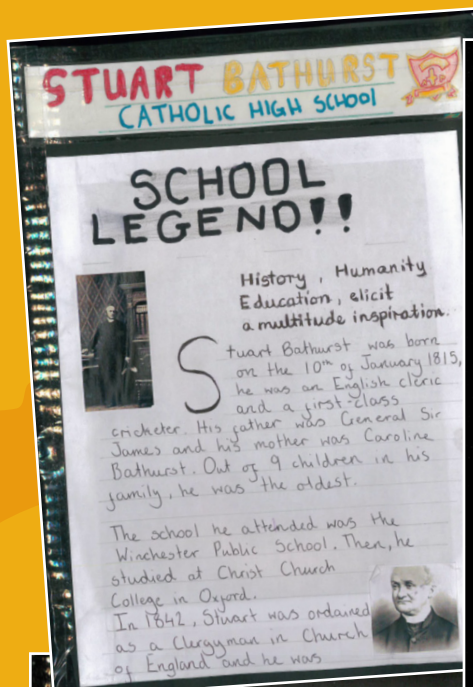 STUART BATHURST
CATHOLIC HIGH SCHOOL
SCHOOL
LEGEND!!
History, Humanity
Education, elicit
a multitude inspiration.
Stuart Bathurst was born
on the 10th of January 1815,
he was an English cleric
and a first-class
cricketer. His father was General Sir
James and his mother was Caroline
Bathurst. Out of 9 children in his
family, he was the oldest.
The school he attended was the
Winchester Public School. Then, he
studied at Christ Church
College in Oxford.
In 1842, Stuart was ordained
as a Clergyman in Church
of England and he was